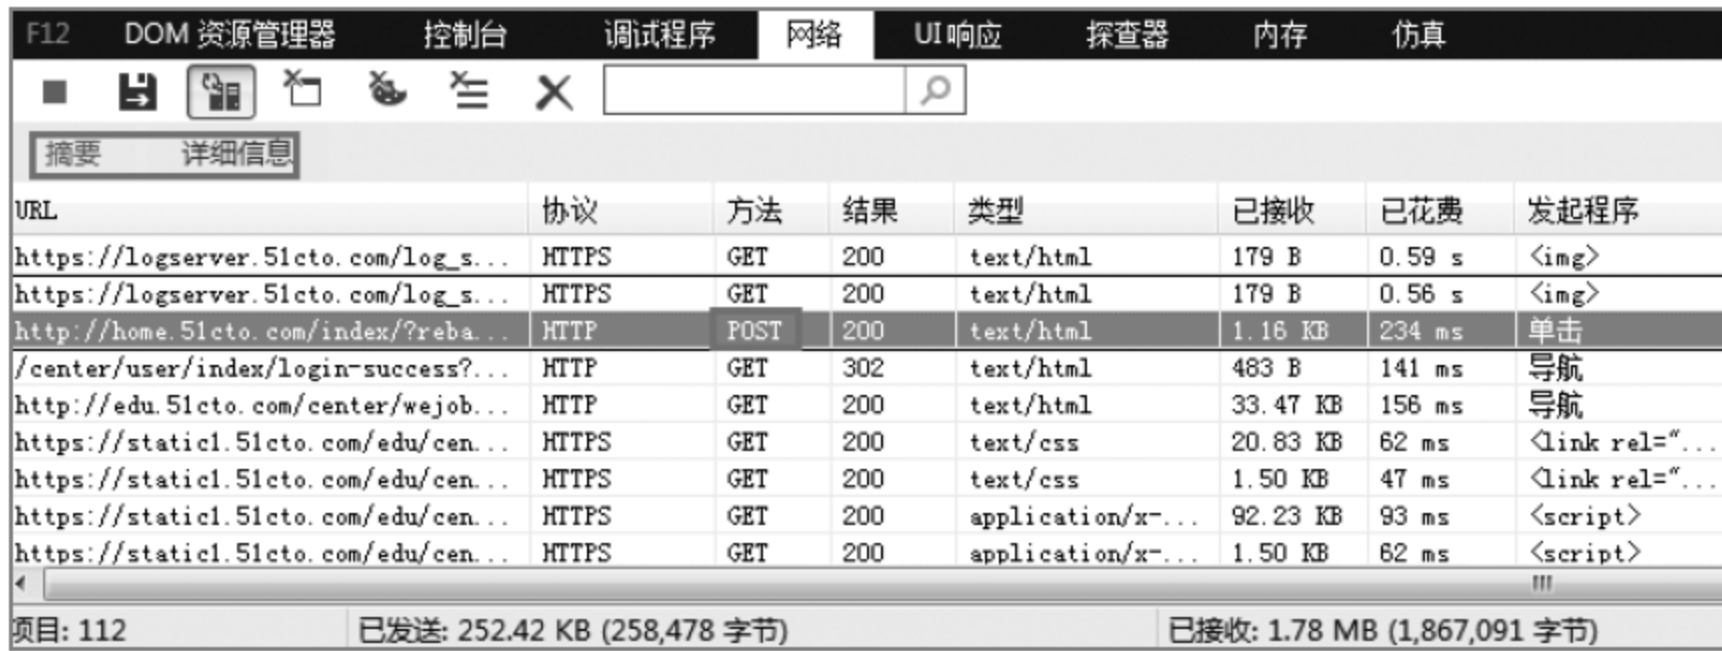 F12 DOM 资源管理器 控制台 调试程序 网络 UI 响应 探查器 内存 仿真
摘要 详细信息
URL 协议 方法 结果 类型 已接收 已花费 发起程序
https://logserver.51cto.com/log_s... HTTPS GET 200 text/html 179 B 0.59 s <img>
https://logserver.51cto.com/log_s... HTTPS GET 200 text/html 179 B 0.56 s <img>
http://home.51cto.com/index/?reba... HTTP POST 200 text/html 1.16 KB 234 ms 单击
/center/user/index/login-success?... HTTP GET 302 text/html 483 B 141 ms 导航
http://edu.51cto.com/center/wejob... HTTP GET 200 text/html 33.47 KB 156 ms 导航
https://static1.51cto.com/edu/cen... HTTPS GET 200 text/css 20.83 KB 62 ms <link rel="...
https://static1.51cto.com/edu/cen... HTTPS GET 200 text/css 1.50 KB 47 ms <link rel="...
https://static1.51cto.com/edu/cen... HTTPS GET 200 application/x-... 92.23 KB 93 ms <script>
https://static1.51cto.com/edu/cen... HTTPS GET 200 application/x-... 1.50 KB 62 ms <script>
项目: 112 已发送: 252.42 KB (258,478 字节) 已接收: 1.78 MB (1,867,091 字节)